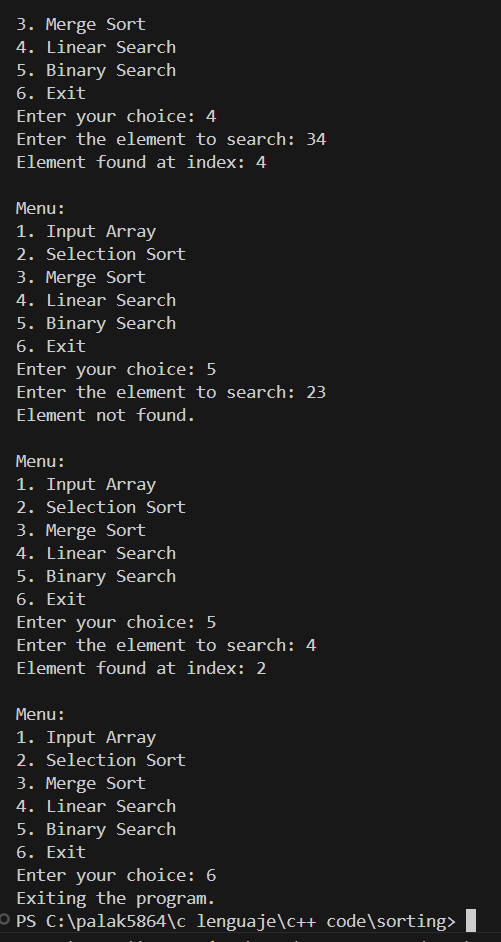 3. Merge Sort
4. Linear Search
5. Binary Search
6. Exit
Enter your choice: 4
Enter the element to search: 34
Element found at index: 4

Menu:
1. Input Array
2. Selection Sort
3. Merge Sort
4. Linear Search
5. Binary Search
6. Exit
Enter your choice: 5
Enter the element to search: 23
Element not found.

Menu:
1. Input Array
2. Selection Sort
3. Merge Sort
4. Linear Search
5. Binary Search
6. Exit
Enter your choice: 5
Enter the element to search: 4
Element found at index: 2

Menu:
1. Input Array
2. Selection Sort
3. Merge Sort
4. Linear Search
5. Binary Search
6. Exit
Enter your choice: 6
Exiting the program.
PS C:\palak5864\c lenguaje\c++ code\sorting>